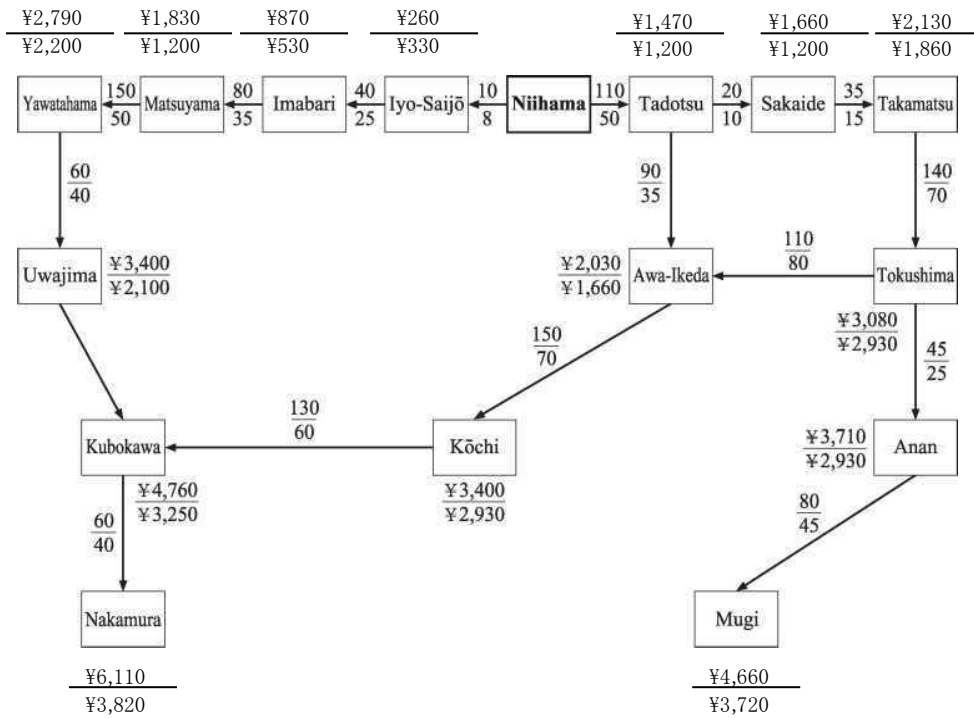 ¥2,790 ¥1,830 ¥870 ¥260 ¥1,470 ¥1,660 ¥2,130
¥2,200 ¥1,200 ¥530 ¥330 ¥1,200 ¥1,200 ¥1,860
Yawatahama 150 Matsuyama 80 Imabari 40 Iyo-Saijō 10 Niihama 110 Tadotsu 20 Sakaide 35 Takamatsu
50 35 25 8 50 10 15
60 90 140
40 35 70
Uwajima ¥3,400 ¥2,030 Awa-Ikeda 110 Tokushima
¥2,100 ¥1,660 80
¥3,080
¥2,930
150 45
70 25
Kubokawa 130 Kōchi ¥3,710 Anan
60 ¥2,930
¥4,760 ¥3,400
¥3,250 ¥2,930
60 80
40 45
Nakamura Mugi
¥6,110 ¥4,660
¥3,820 ¥3,720